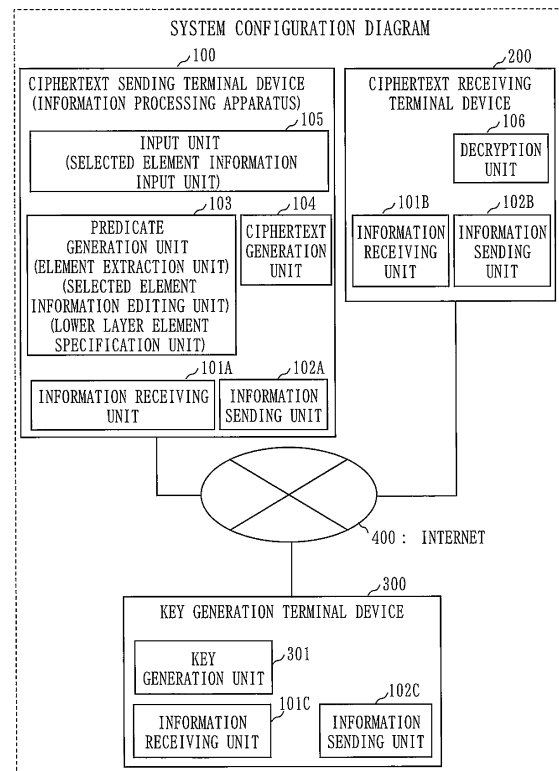 SYSTEM CONFIGURATION DIAGRAM
100
CIPHERTEXT SENDING TERMINAL DEVICE
(INFORMATION PROCESSING APPARATUS)
105
INPUT UNIT
(SELECTED ELEMENT INFORMATION
INPUT UNIT)
103
PREDICATE
GENERATION UNIT
(ELEMENT EXTRACTION UNIT)
(SELECTED ELEMENT
INFORMATION EDITING UNIT)
(LOWER LAYER ELEMENT
SPECIFICATION UNIT)
104
CIPHERTEXT
GENERATION
UNIT
101A
INFORMATION RECEIVING
UNIT
102A
INFORMATION
SENDING UNIT
200
CIPHERTEXT RECEIVING
TERMINAL DEVICE
106
DECRYPTION
UNIT
101B
INFORMATION
RECEIVING
UNIT
102B
INFORMATION
SENDING
UNIT
400 : INTERNET
300
KEY GENERATION TERMINAL DEVICE
KEY
GENERATION UNIT
301
101C
INFORMATION
RECEIVING UNIT
102C
INFORMATION
SENDING UNIT